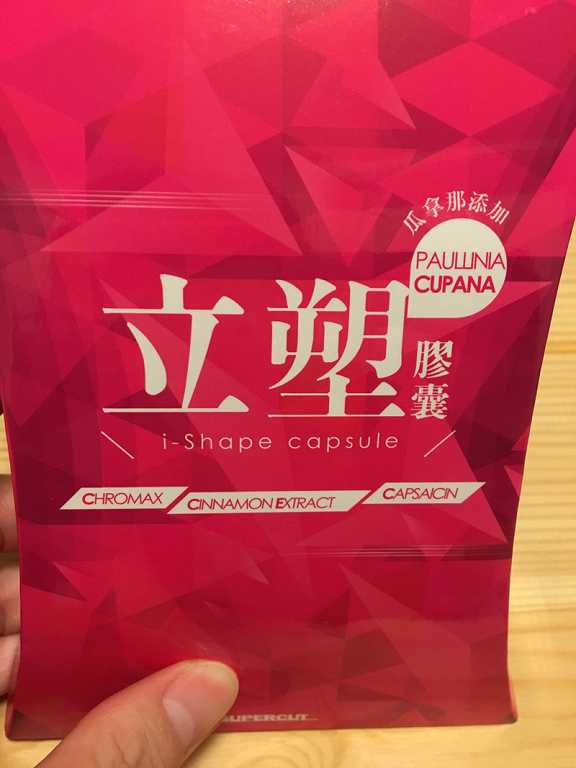 瓜拿那添加
PAULLINIA
CUPANA
立塑
膠囊
i-Shape capsule
CHROMAX
CINNAMON EXTRACT
CAPSAICIN
SUPERCUT